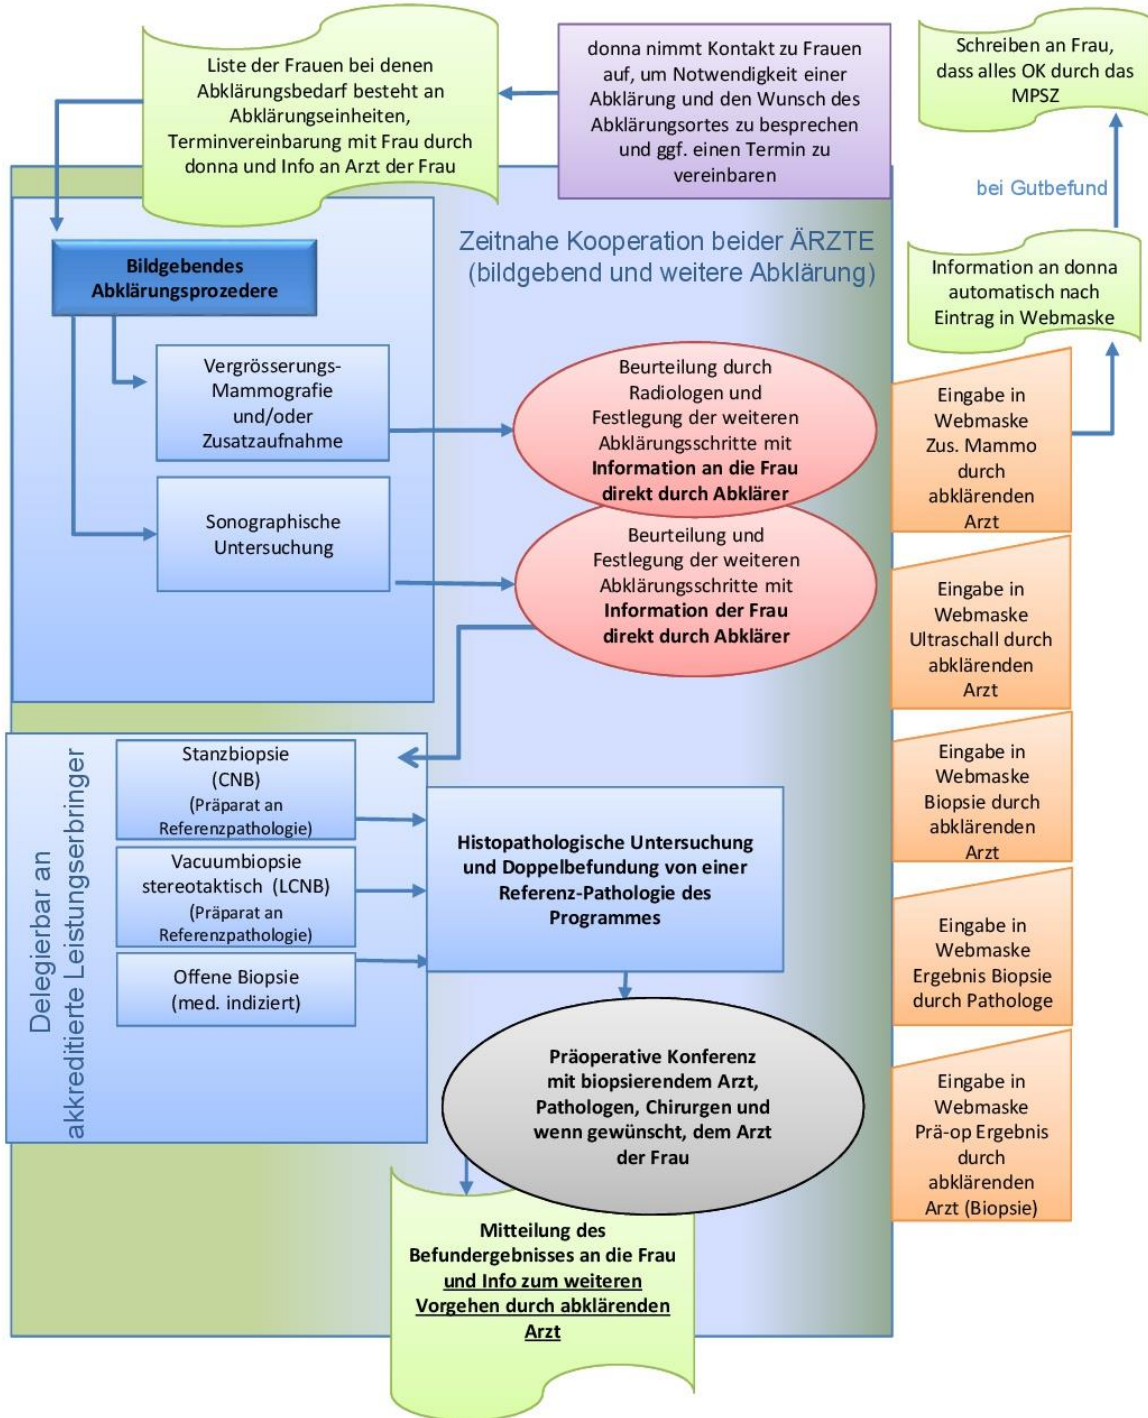 Liste der Frauen bei denen
Abklärungsbedarf besteht an
Abklärungseinheiten,
Terminvereinbarung mit Frau durch
donna und Info an Arzt der Frau
donna nimmt Kontakt zu Frauen
auf, um Notwendigkeit einer
Abklärung und den Wunsch des
Abklärungsortes zu besprechen
und ggf. einen Termin zu
vereinbaren
Schreiben an Frau,
dass alles OK durch das
MPSZ
bei Gutbefund
Information an donna
automatisch nach
Eintrag in Webmaske
Zeitnahe Kooperation beider ÄRZTE
(bildgebend und weitere Abklärung)
Bildgebendes
Abklärungsprozedere
Vergrösserungs-
Mammografie
und/oder
Zusatzaufnahme
Sonographische
Untersuchung
Beurteilung durch
Radiologen und
Festlegung der weiteren
Abklärungsschritte mit
Information an die Frau
direkt durch Abklärer
Beurteilung und
Festlegung der weiteren
Abklärungsschritte mit
Information der Frau
direkt durch Abklärer
Eingabe in
Webmaske
Zus. Mammo
durch
abklärenden
Arzt
Eingabe in
Webmaske
Ultraschall durch
abklärenden
Arzt
Eingabe in
Webmaske
Biopsie durch
abklärenden
Arzt
Eingabe in
Webmaske
Ergebnis Biopsie
durch Pathologe
Eingabe in
Webmaske
Prä-op Ergebnis
durch
abklärenden
Arzt (Biopsie)
Delegierbar an
akkreditierte Leistungserbringer
Stanzbiopsie
(CNB)
(Präparat an
Referenzpathologie)
Vacuumbiopsie
stereotaktisch (LCNB)
(Präparat an
Referenzpathologie)
Offene Biopsie
(med. indiziert)
Histopathologische Untersuchung
und Doppelbefundung von einer
Referenz-Pathologie des
Programmes
Präoperative Konferenz
mit biopsierendem Arzt,
Pathologen, Chirurgen und
wenn gewünscht, dem Arzt
der Frau
Mitteilung des
Befundergebnisses an die Frau
und Info zum weiteren
Vorgehen durch abklärenden
Arzt